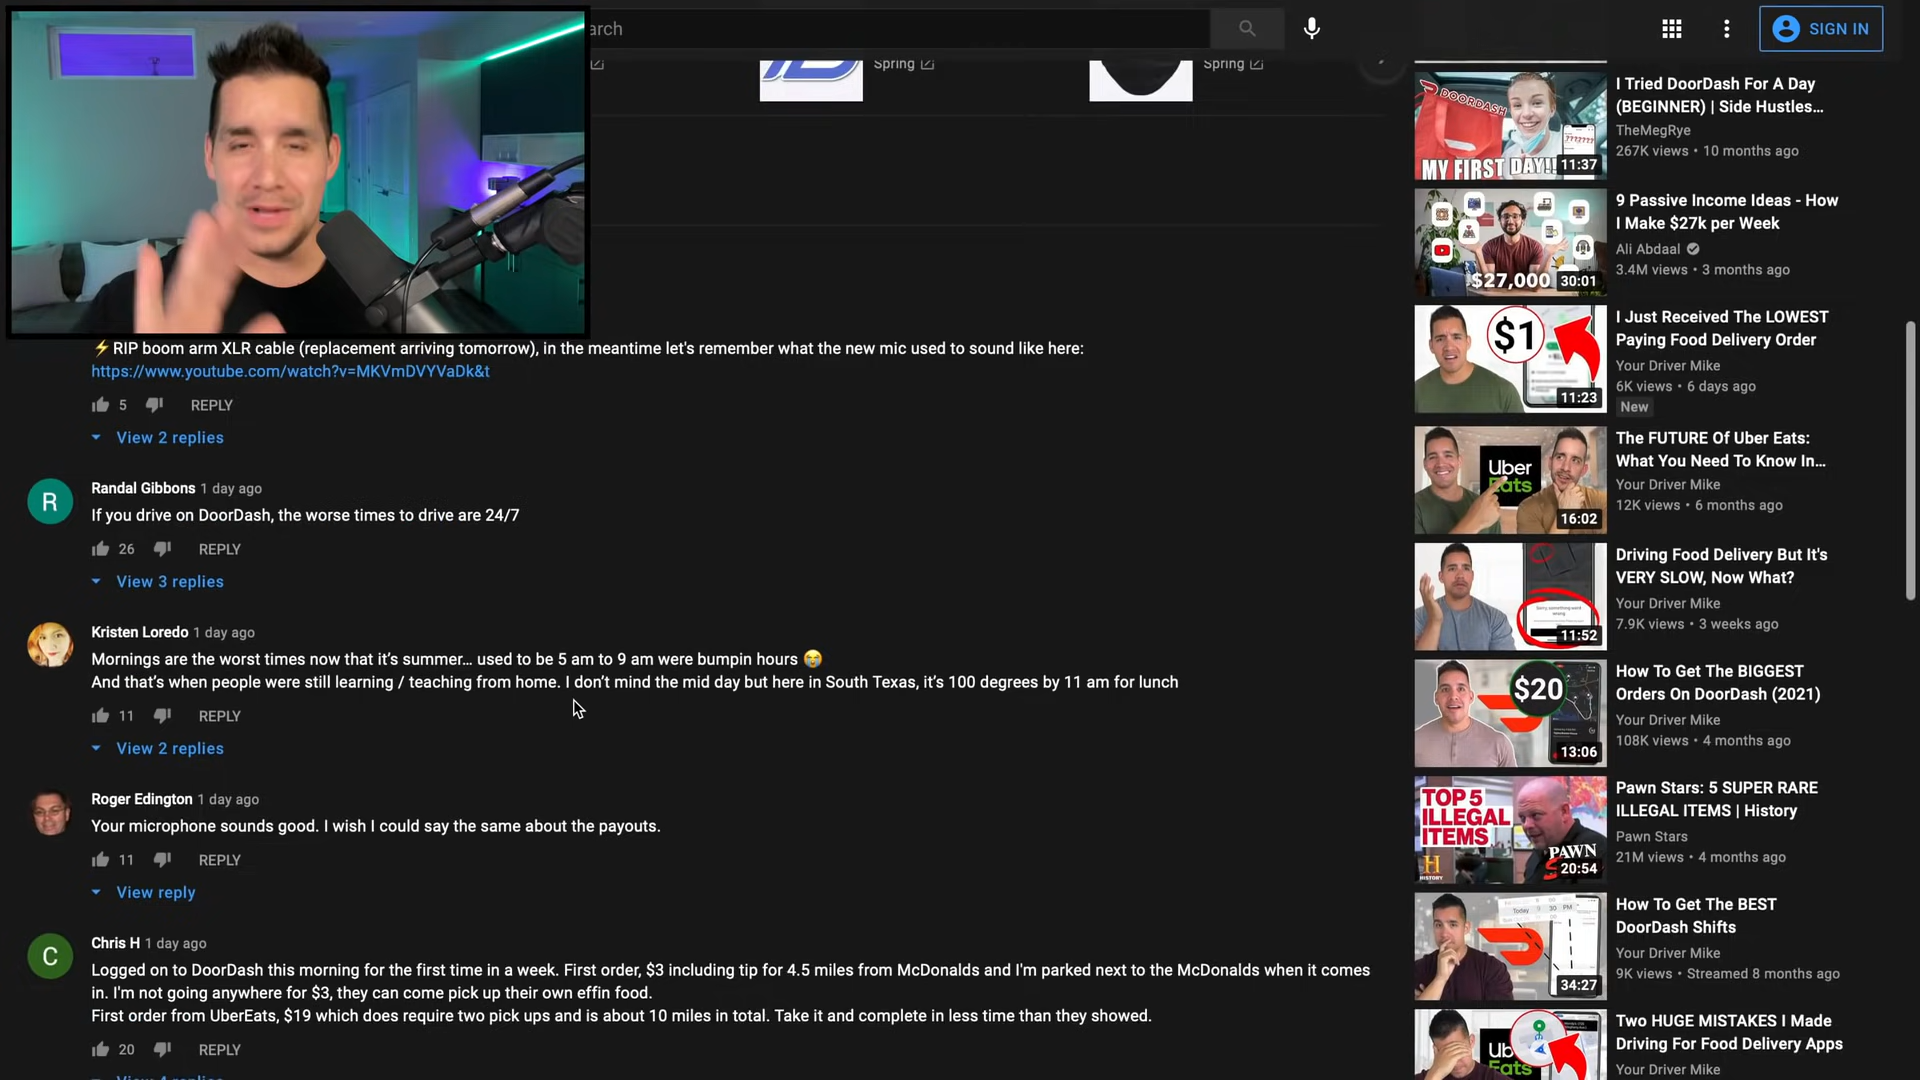 arch
SIGN IN
Spring
Spring
⚡RIP boom arm XLR cable (replacement arriving tomorrow), in the meantime let's remember what the new mic used to sound like here:
https://www.youtube.com/watch?v=MKVmDVYVaDk&t
5 REPLY
View 2 replies
R
Randal Gibbons 1 day ago
If you drive on DoorDash, the worse times to drive are 24/7
26 REPLY
View 3 replies
Kristen Loredo 1 day ago
Mornings are the worst times now that it’s summer... used to be 5 am to 9 am were bumpin hours 😭
And that’s when people were still learning / teaching from home. I don’t mind the mid day but here in South Texas, it’s 100 degrees by 11 am for lunch
11 REPLY
View 2 replies
Roger Edington 1 day ago
Your microphone sounds good. I wish I could say the same about the payouts.
11 REPLY
View reply
C
Chris H 1 day ago
Logged on to DoorDash this morning for the first time in a week. First order, $3 including tip for 4.5 miles from McDonalds and I'm parked next to the McDonalds when it comes
in. I'm not going anywhere for $3, they can come pick up their own effin food.
First order from UberEats, $19 which does require two pick ups and is about 10 miles in total. Take it and complete in less time than they showed.
20 REPLY
View 4 replies
DOORDASH
MY FIRST DAY!!
11:37
I Tried DoorDash For A Day
(BEGINNER) | Side Hustles...
TheMegRye
267K views • 10 months ago
$27,000
30:01
9 Passive Income Ideas - How
I Make $27k per Week
Ali Abdaal
3.4M views • 3 months ago
$1
11:23
I Just Received The LOWEST
Paying Food Delivery Order
Your Driver Mike
6K views • 6 days ago
New
Uber
Eats
16:02
The FUTURE Of Uber Eats:
What You Need To Know In...
Your Driver Mike
12K views • 6 months ago
11:52
Driving Food Delivery But It's
VERY SLOW, Now What?
Your Driver Mike
7.9K views • 3 weeks ago
$20
13:06
How To Get The BIGGEST
Orders On DoorDash (2021)
Your Driver Mike
108K views • 4 months ago
TOP 5
ILLEGAL
ITEMS
H
HISTORY
PAWN
20:54
Pawn Stars: 5 SUPER RARE
ILLEGAL ITEMS | History
Pawn Stars
21M views • 4 months ago
Today 9 30 PM
34:27
How To Get The BEST
DoorDash Shifts
Your Driver Mike
9K views • Streamed 8 months ago
Eats
Two HUGE MISTAKES I Made
Driving For Food Delivery Apps
Your Driver Mike